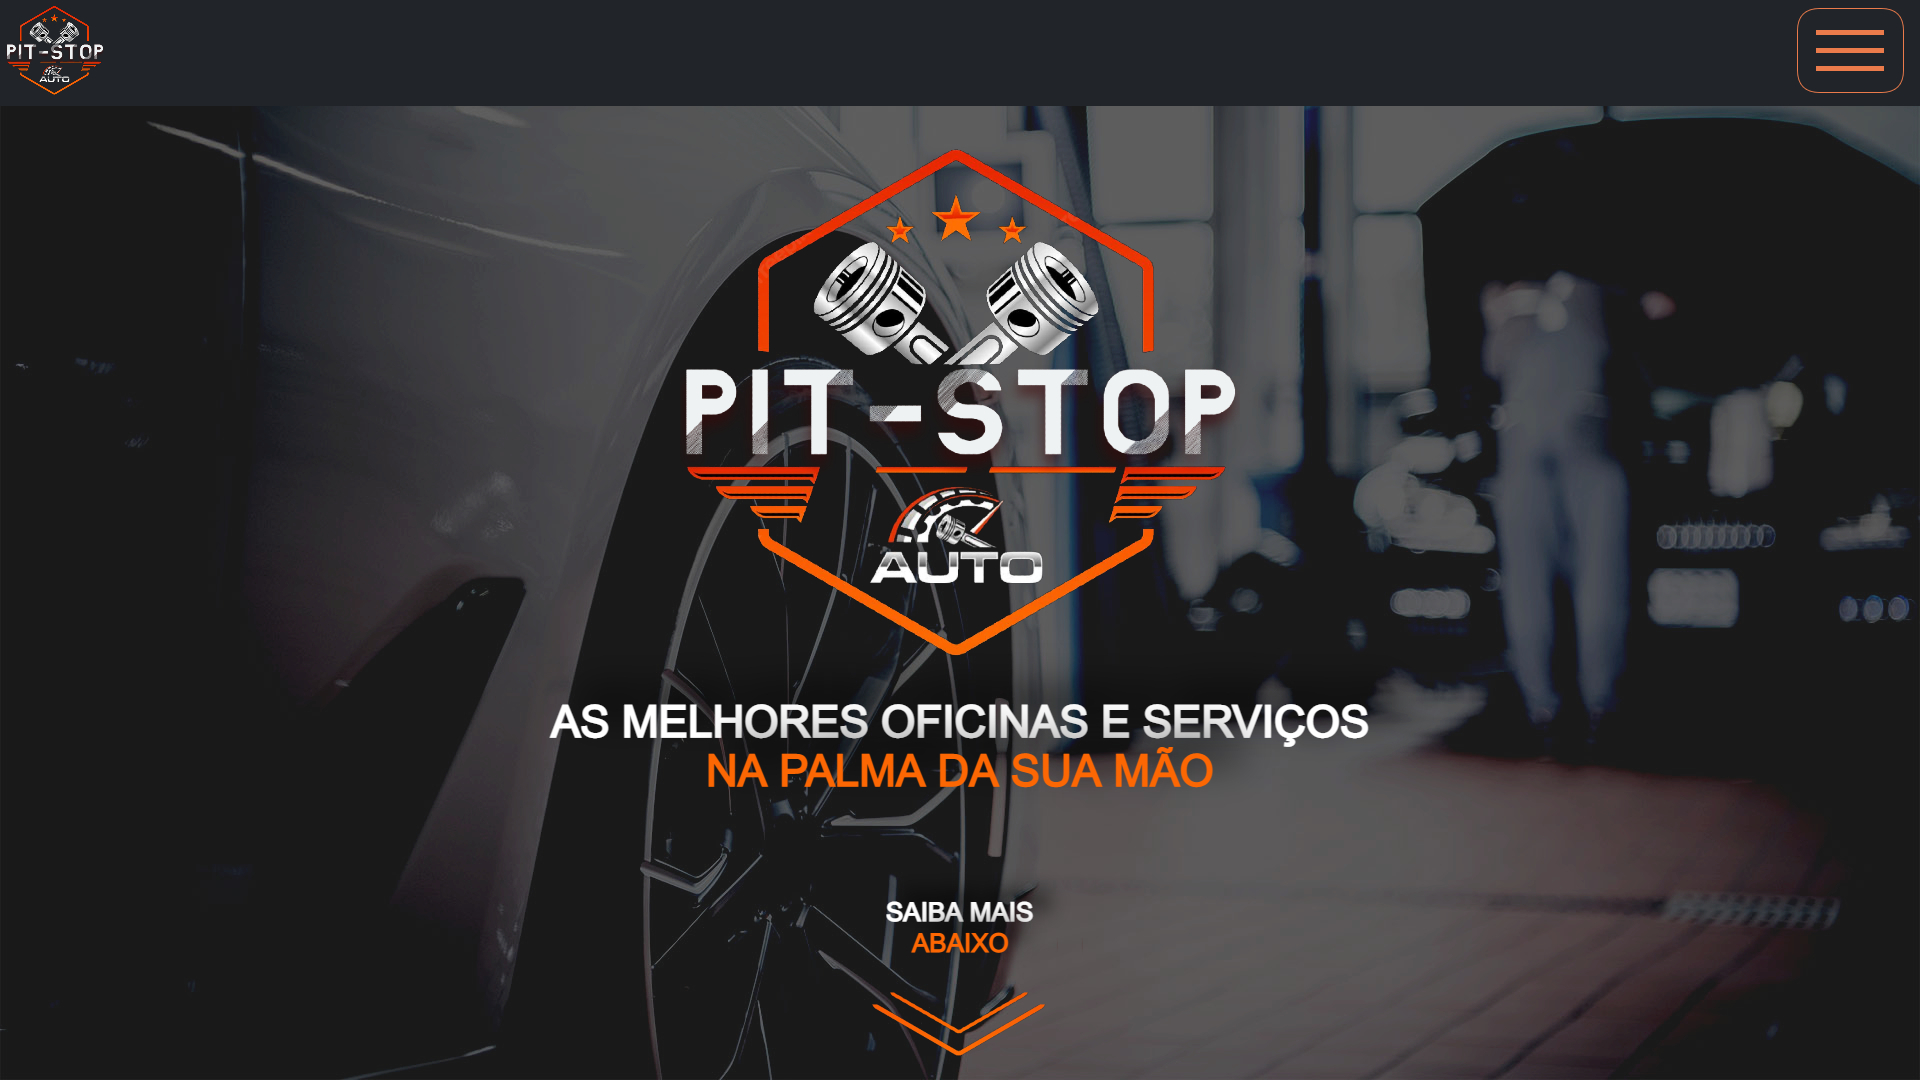 PIT-STOP
AUTO
PIT-STOP
AUTO
AS MELHORES OFICINAS E SERVIÇOS
NA PALMA DA SUA MÃO
SAIBA MAIS
ABAIXO